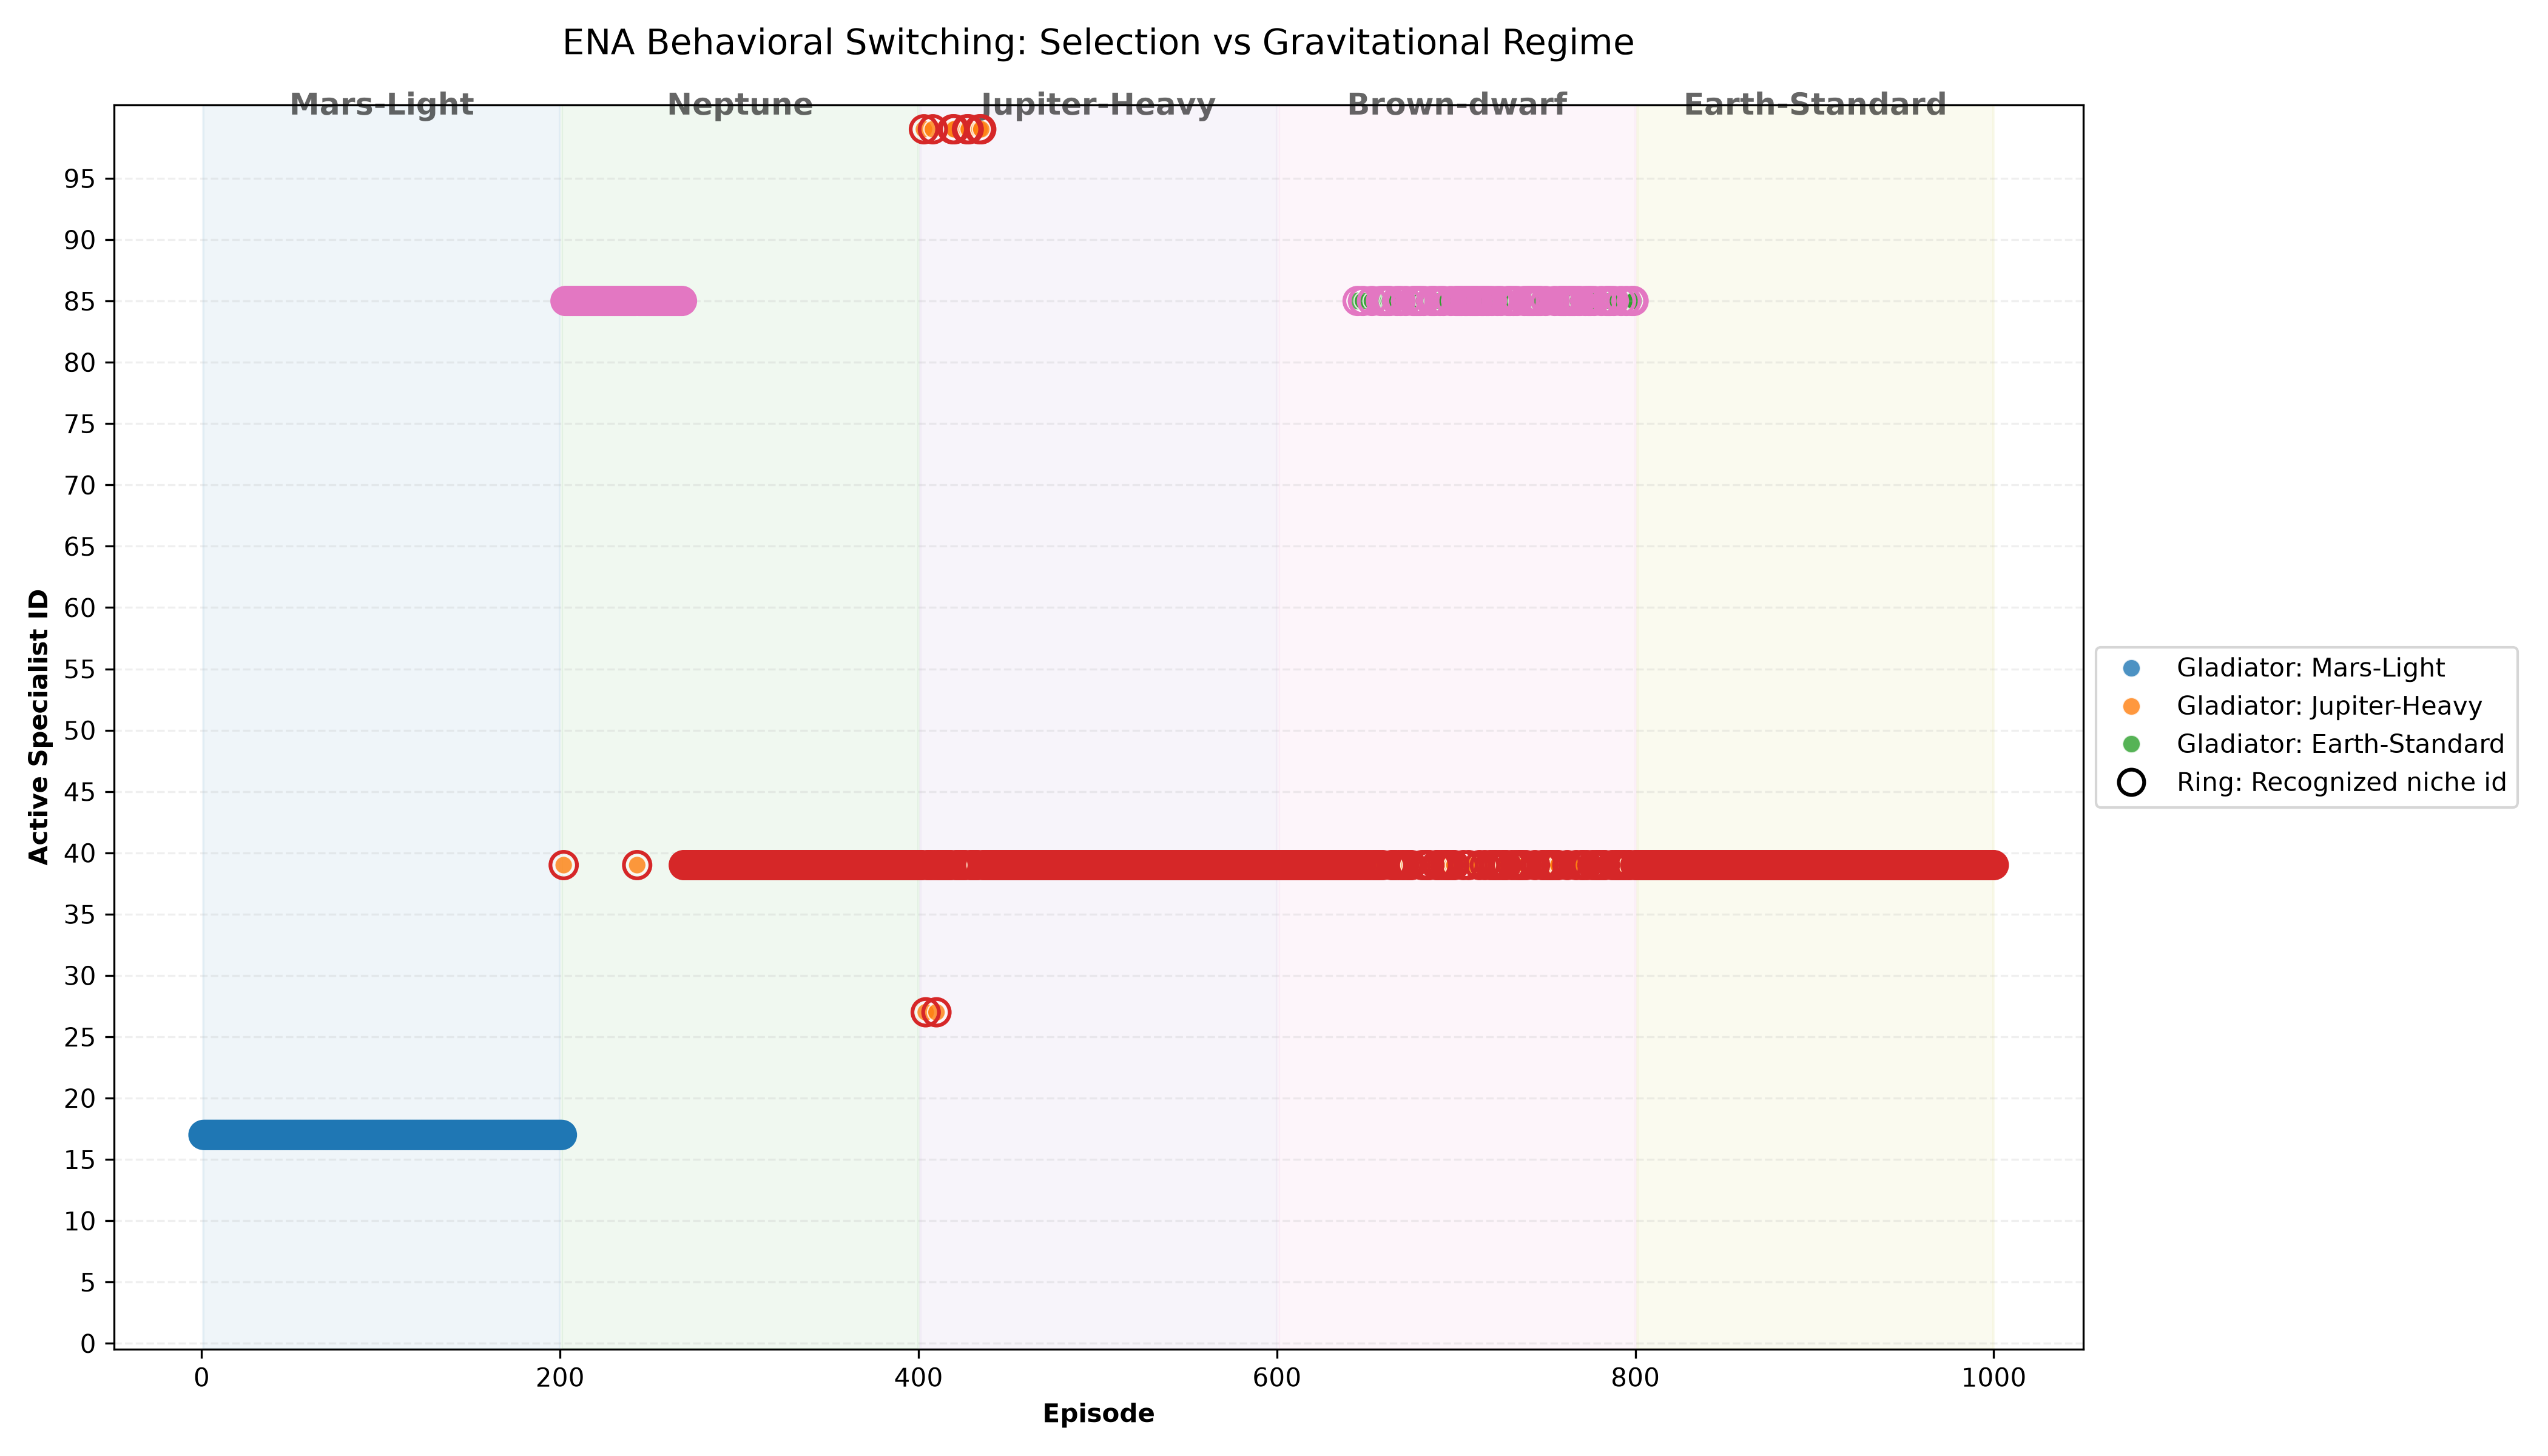 ENA Behavioral Switching: Selection vs Gravitational Regime
Mars-Light Neptune Jupiter-Heavy Brown-dwarf Earth-Standard
95
90
85
80
75
70
65
60
55
50
45
40
35
30
25
20
15
10
5
0
Active Specialist ID
0 200 400 600 800 1000
Episode
Gladiator: Mars-Light
Gladiator: Jupiter-Heavy
Gladiator: Earth-Standard
Ring: Recognized niche id